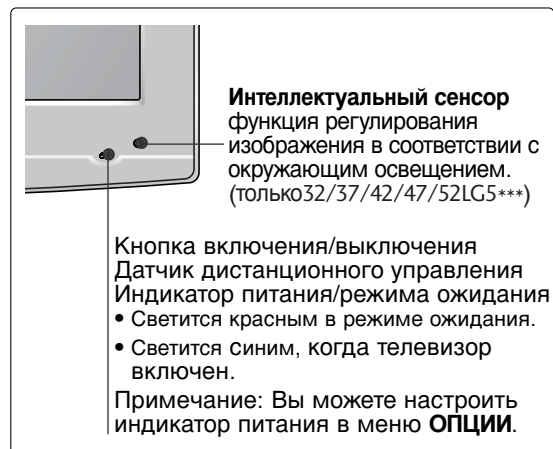 Интеллектуальный сенсор
функция регулирования
изображения в соответствии с
окружающим освещением.
(только32/37/42/47/52LG5***)
Кнопка включения/выключения
Датчик дистанционного управления
Индикатор питания/режима ожидания
• Светится красным в режиме ожидания.
• Светится синим, когда телевизор
включен.
Примечание: Вы можете настроить
индикатор питания в меню ОПЦИИ.